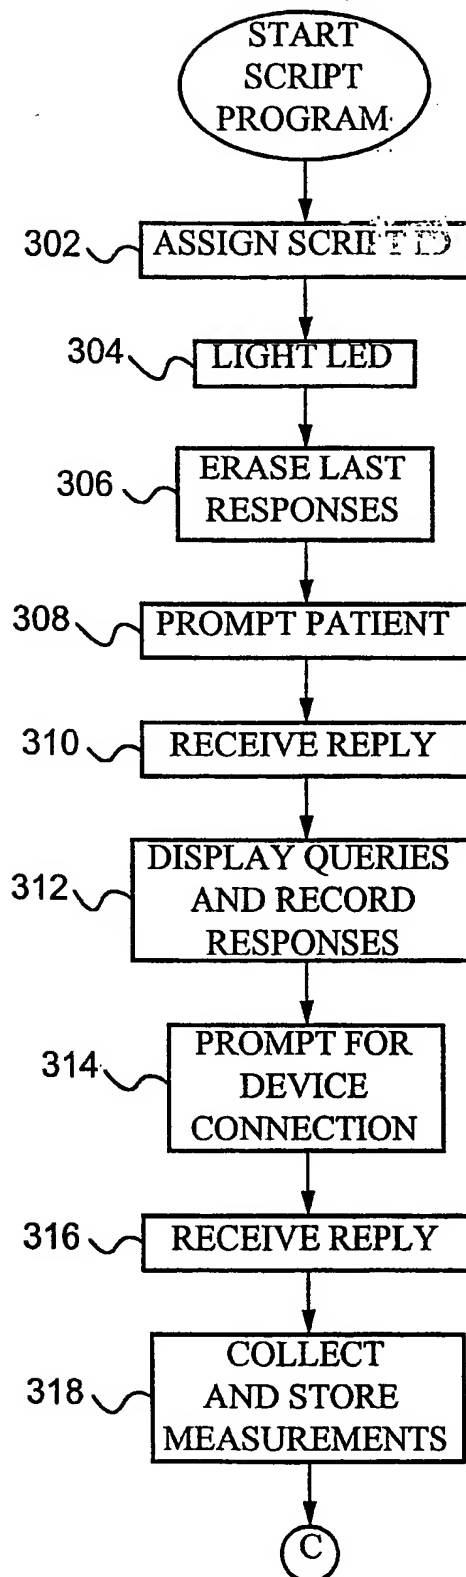 START
SCRIPT
PROGRAM
302 ASSIGN SCRIPT ID
304 LIGHT LED
306 ERASE LAST
RESPONSES
308 PROMPT PATIENT
310 RECEIVE REPLY
312 DISPLAY QUERIES
AND RECORD
RESPONSES
314 PROMPT FOR
DEVICE
CONNECTION
316 RECEIVE REPLY
318 COLLECT
AND STORE
MEASUREMENTS
C